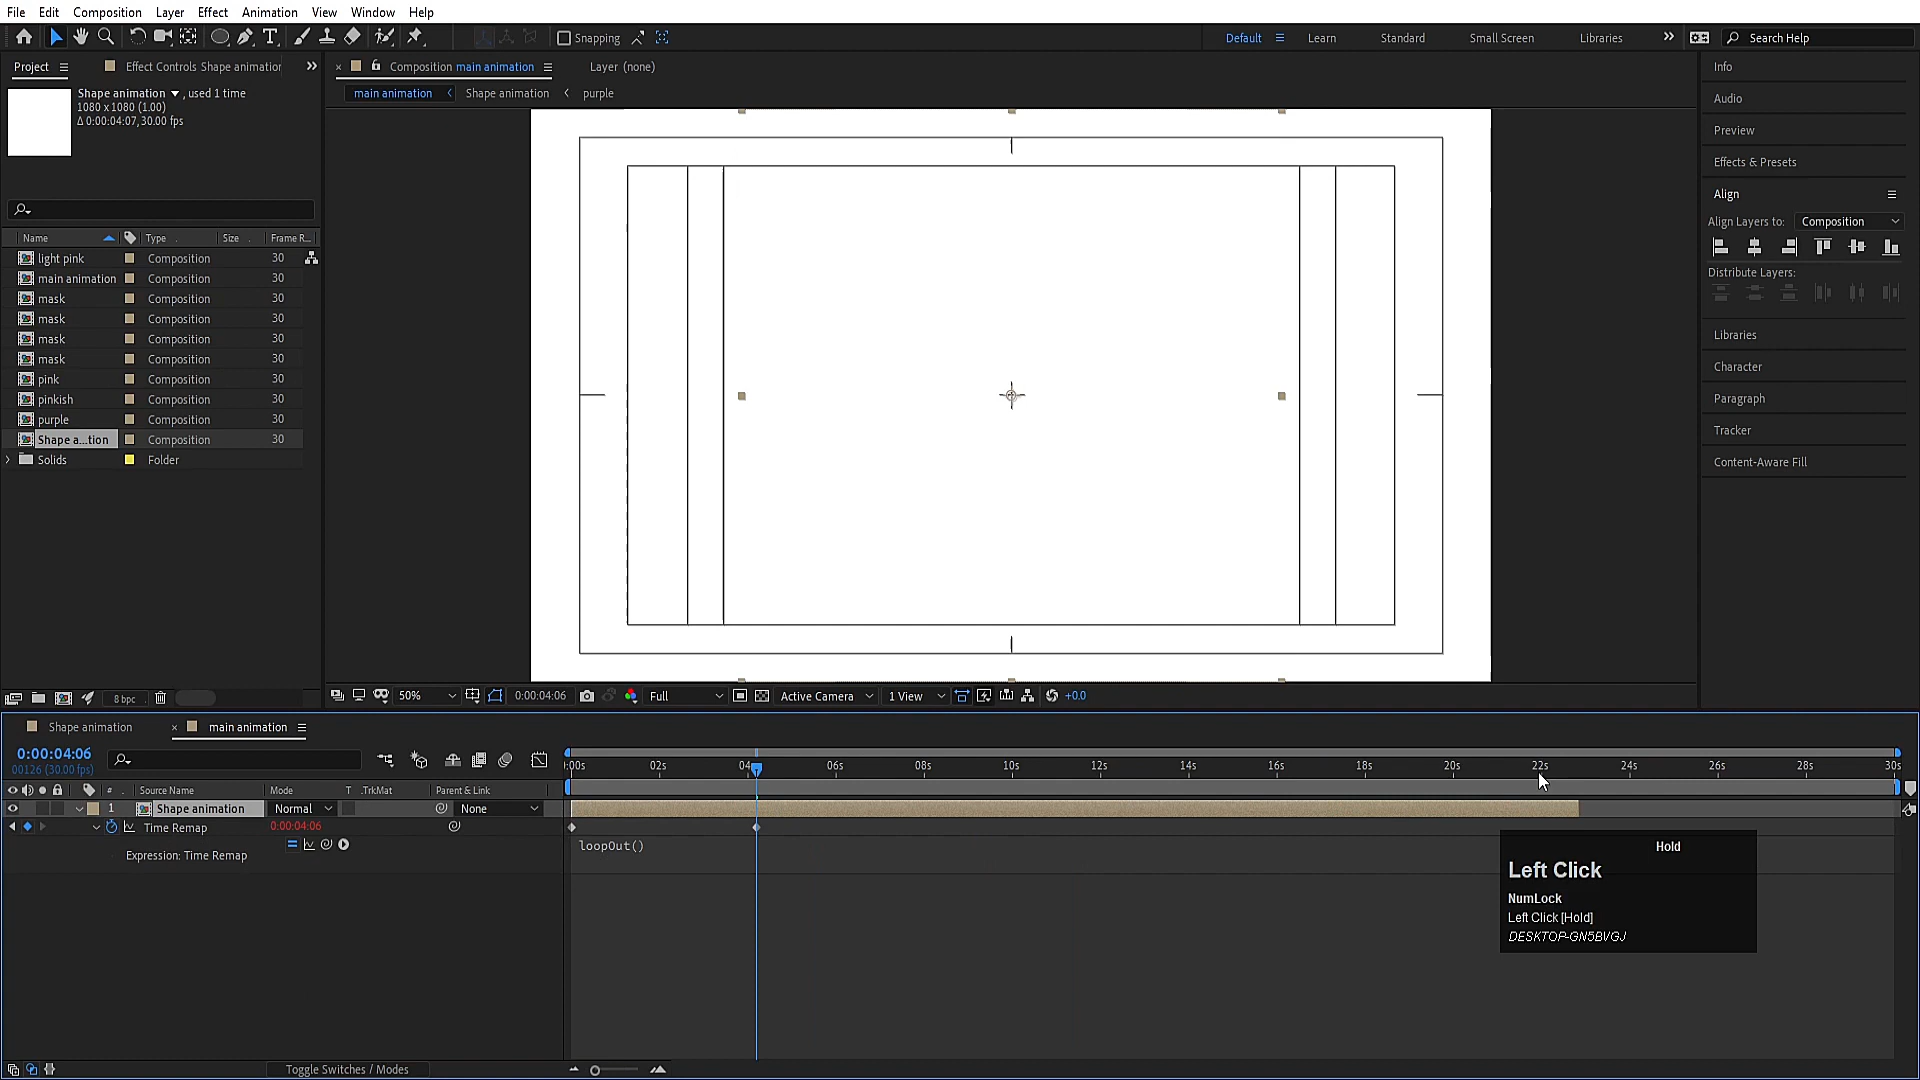 File Edit Composition Layer Effect Animation View Window Help
Snapping
Default Learn Standard Small Screen Libraries Search Help
Project Effect Controls Shape animation
Composition main animation Layer (none)
main animation Shape animation purple
Shape animation , used 1 time
1080 x 1080 (1.00)
Δ 0:00:04:07, 30.00 fps
Name Type Size Frame R...
light pink Composition 30
main animation Composition 30
mask Composition 30
mask Composition 30
mask Composition 30
mask Composition 30
pink Composition 30
pinkish Composition 30
purple Composition 30
Shape a...tion Composition 30
Solids Folder
8 bpc
Info
Audio
Preview
Effects & Presets
Align
Align Layers to: Composition
Distribute Layers:
Libraries
Character
Paragraph
Tracker
Content-Aware Fill
50% 0:00:04:06 Full Active Camera 1 View +0.0
Shape animation main animation
0:00:04:06
00126 (30.00 fps)
:00s 02s 04s 06s 08s 10s 12s 14s 16s 18s 20s 22s 24s 26s 28s 30s
# Source Name Mode T .TrkMat Parent & Link
1 Shape animation Normal None
Time Remap 0:00:04:06
Expression: Time Remap loopOut()
Hold
Left Click
NumLock
Left Click [Hold]
DESKTOP-GN5BVGJ
Toggle Switches / Modes